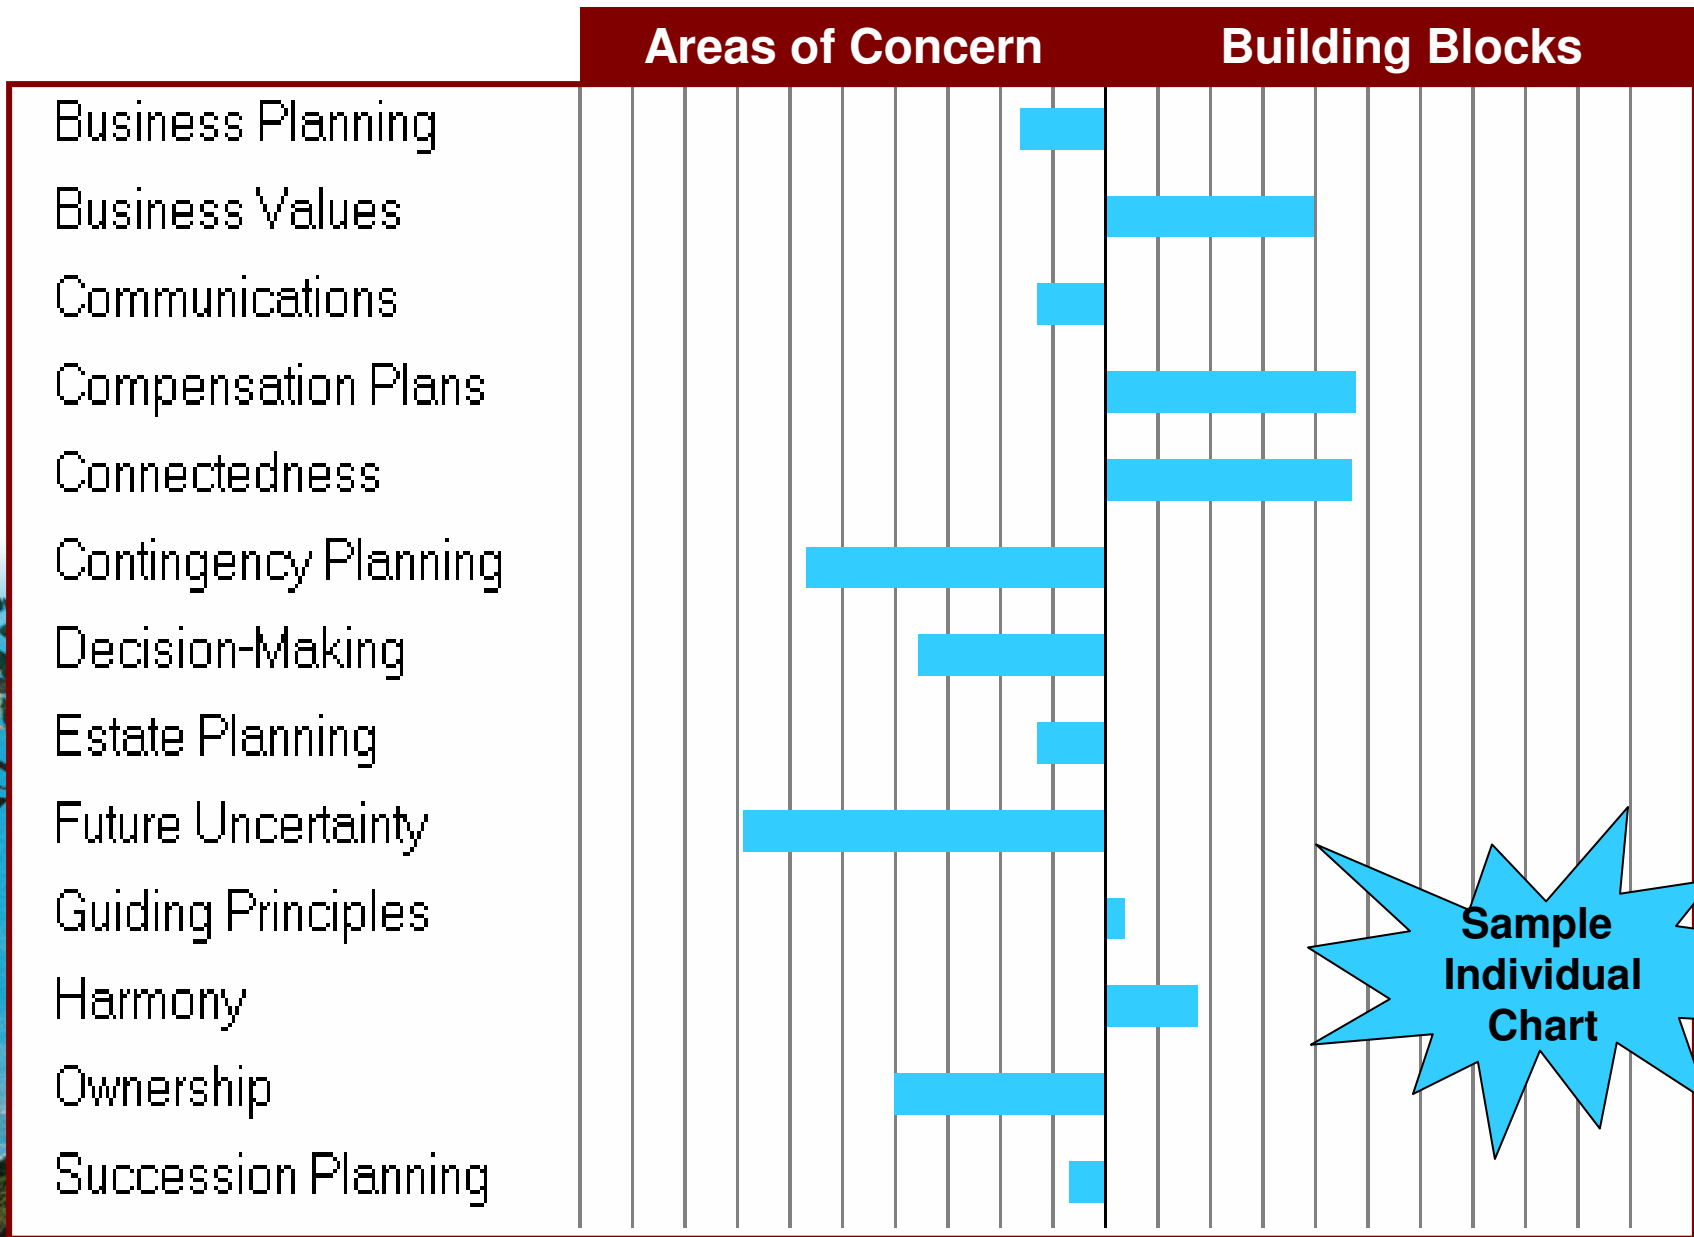 Areas of Concern
Building Blocks
Business Planning
Business Values
Communications
Compensation Plans
Connectedness
Contingency Planning
Decision-Making
Estate Planning
Future Uncertainty
Guiding Principles
Harmony
Ownership
Succession Planning
Sample
Individual
Chart